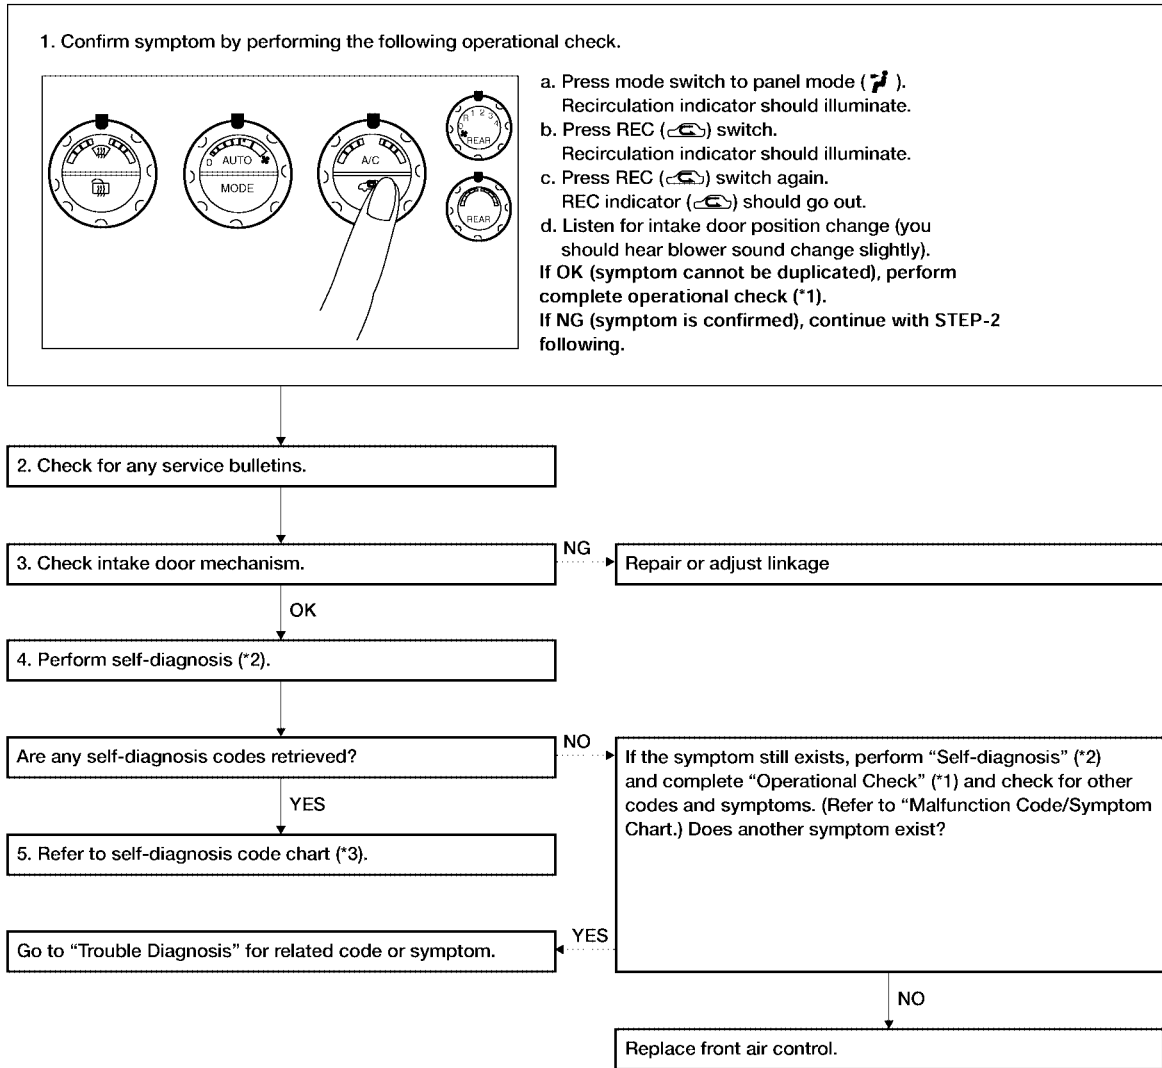 1. Confirm symptom by performing the following operational check.
D AUTO
MODE
A/C
0 R 1 2 3 4
REAR
REAR
a. Press mode switch to panel mode ( ).
Recirculation indicator should illuminate.
b. Press REC ( ) switch.
Recirculation indicator should illuminate.
c. Press REC ( ) switch again.
REC indicator ( ) should go out.
d. Listen for intake door position change (you
should hear blower sound change slightly).
If OK (symptom cannot be duplicated), perform
complete operational check (*1).
If NG (symptom is confirmed), continue with STEP-2
following.
2. Check for any service bulletins.
3. Check intake door mechanism.
NG
Repair or adjust linkage
OK
4. Perform self-diagnosis (*2).
Are any self-diagnosis codes retrieved?
NO
If the symptom still exists, perform “Self-diagnosis” (*2)
and complete “Operational Check” (*1) and check for other
codes and symptoms. (Refer to “Malfunction Code/Symptom
Chart.) Does another symptom exist?
YES
5. Refer to self-diagnosis code chart (*3).
YES
Go to “Trouble Diagnosis” for related code or symptom.
NO
Replace front air control.